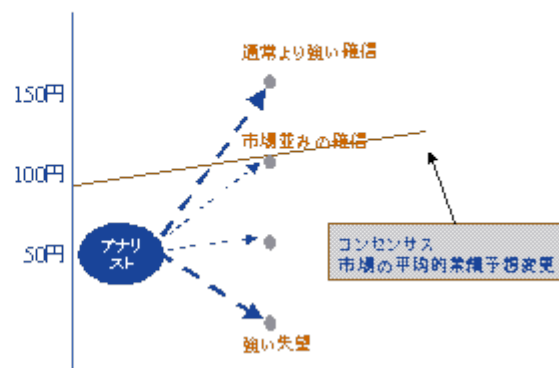 通常より強い確信
150円
市場並みの確信
100円
50円
アナリ
スト
コンセンサス
市場の平均的業績予想変更
強い失望